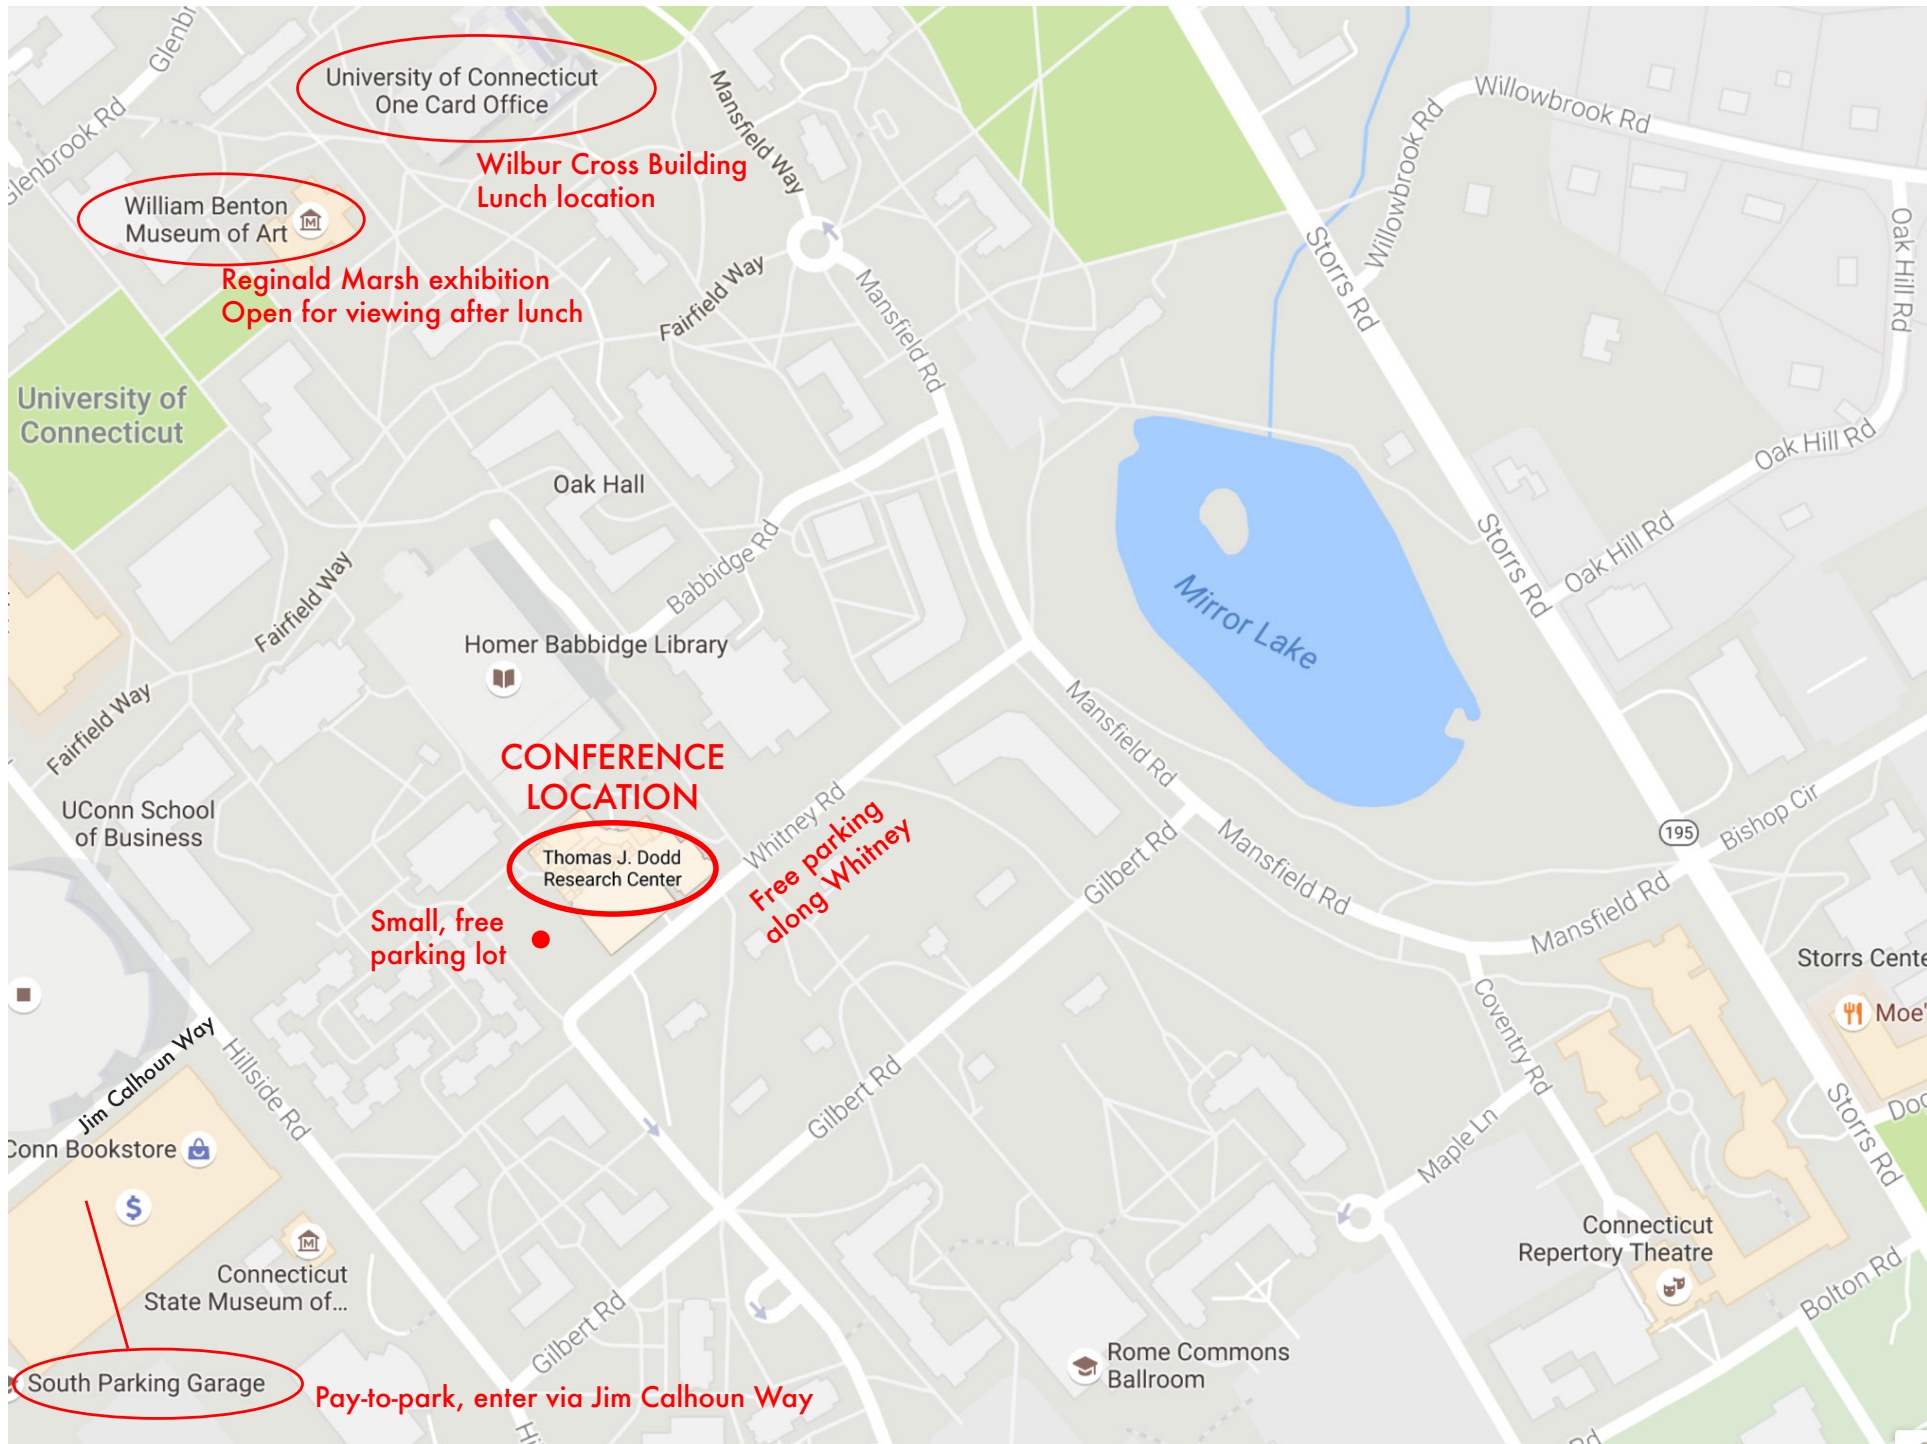 Glenbr
University of Connecticut
One Card Office
Mansfield Way
Glenbrook Rd
Wilbur Cross Building
Lunch location
Willowbrook Rd
Willowbrook Rd
William Benton
Museum of Art
Reginald Marsh exhibition
Open for viewing after lunch
Fairfield Way
Mansfield Rd
Storrs Rd
Oak Hill Rd
University of
Connecticut
Oak Hall
Oak Hill Rd
Babbidge Rd
Storrs Rd
Oak Hill Rd
Fairfield Way
Mirror Lake
Homer Babbidge Library
Fairfield Way
Mansfield Rd
CONFERENCE
LOCATION
UConn School
of Business
Whitney Rd
Free parking
along Whitney
Thomas J. Dodd
Research Center
Gilbert Rd
Mansfield Rd
195
Bishop Cir
Mansfield Rd
Small, free
parking lot
Storrs Cente
Moe'
Coventry Rd
Jim Calhoun Way
Hillside Rd
Gilbert Rd
Maple Ln
Storrs Rd
Dog
Conn Bookstore
$
Connecticut
State Museum of...
Connecticut
Repertory Theatre
Bolton Rd
Gilbert Rd
Rome Commons
Ballroom
South Parking Garage
Pay-to-park, enter via Jim Calhoun Way
Hi
Rd